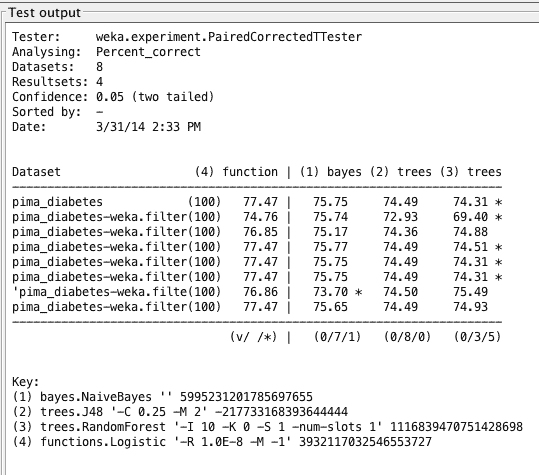 Test output
Tester: weka.experiment.PairedCorrectedTTester
Analysing: Percent_correct
Datasets: 8
Resultsets: 4
Confidence: 0.05 (two tailed)
Sorted by: -
Date: 3/31/14 2:33 PM
Dataset (4) function | (1) bayes (2) trees (3) trees
--------------------------------------------------------------------------
pima_diabetes (100) 77.47 | 75.75 74.49 74.31 *
pima_diabetes-weka.filter(100) 74.76 | 75.74 72.93 69.40 *
pima_diabetes-weka.filter(100) 76.85 | 75.17 74.36 74.88
pima_diabetes-weka.filter(100) 77.47 | 75.77 74.49 74.51 *
pima_diabetes-weka.filter(100) 77.47 | 75.75 74.49 74.31 *
pima_diabetes-weka.filter(100) 77.47 | 75.75 74.49 74.31 *
'pima_diabetes-weka.filte(100) 76.86 | 73.70 * 74.50 75.49
pima_diabetes-weka.filter(100) 77.47 | 75.65 74.49 74.93
--------------------------------------------------------------------------
(v/ /*) | (0/7/1) (0/8/0) (0/3/5)
Key:
(1) bayes.NaiveBayes '' 5995231201785697655
(2) trees.J48 '-C 0.25 -M 2' -217733168393644444
(3) trees.RandomForest '-I 10 -K 0 -S 1 -num-slots 1' 1116839470751428698
(4) functions.Logistic '-R 1.0E-8 -M -1' 3932117032546553727